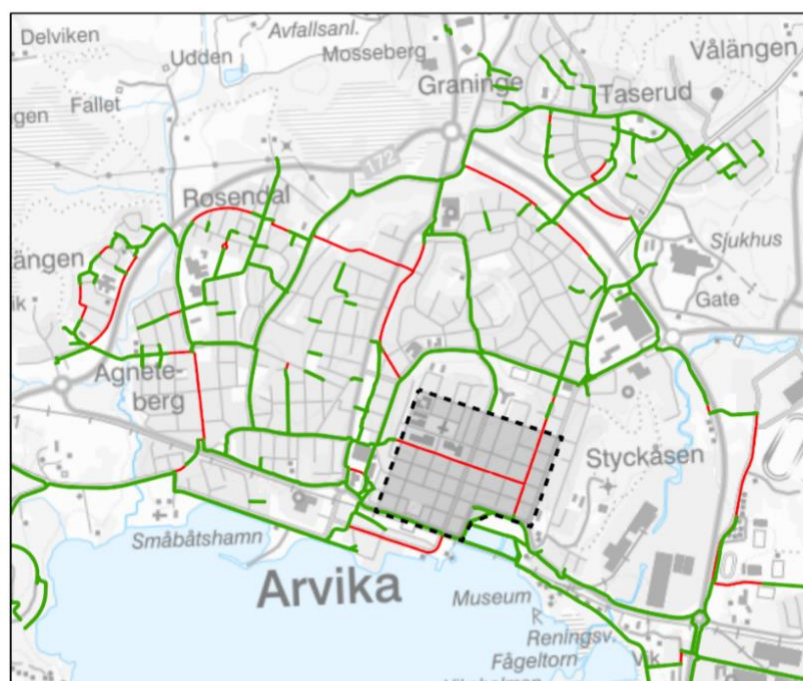 Delviken
Avfallsanl.
Udden
Mosseberg
Vålängen
Fallet
Graninge
Taserud
gen
172
Rosendal
Sjukhus
ängen
vik
Gate
Agnete-
berg
Styckåsen
Småbåtshamn
Arvika
Museum
Reningsv.
Vik
Fågeltorn